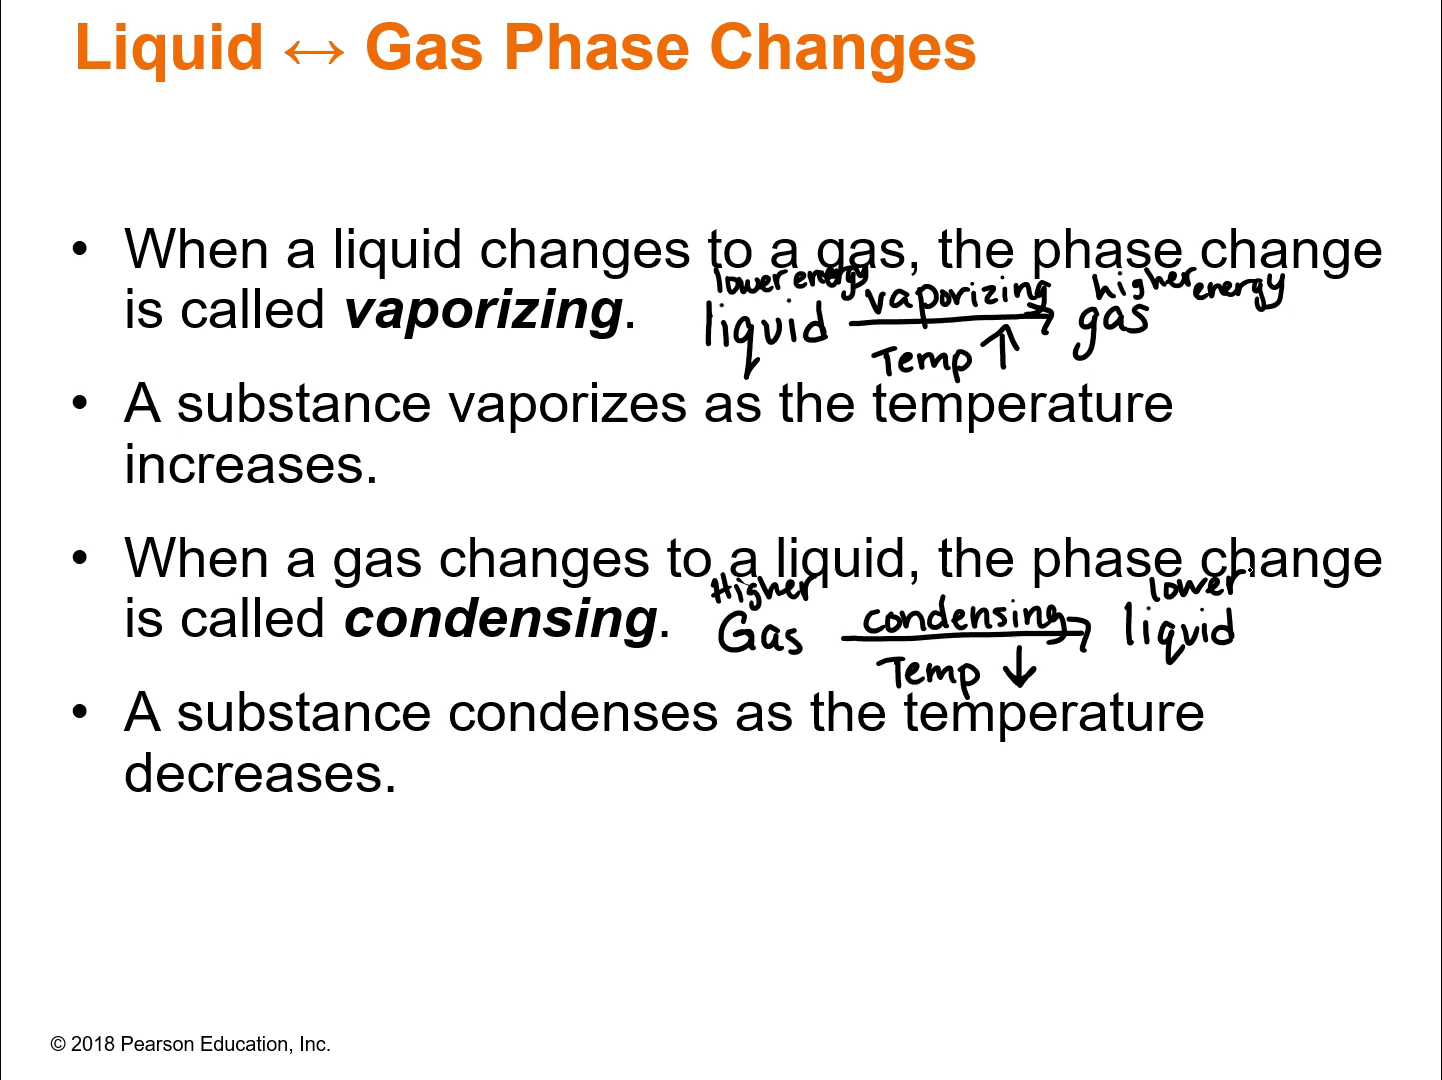 Liquid ↔ Gas Phase Changes
• When a liquid changes to a gas, the phase change
is called vaporizing.
lower energy vaporizing higher energy
liquid → gas
Temp ↑
• A substance vaporizes as the temperature
increases.
• When a gas changes to a liquid, the phase change
is called condensing.
Higher condensing lower
Gas → liquid
Temp ↓
• A substance condenses as the temperature
decreases.
© 2018 Pearson Education, Inc.